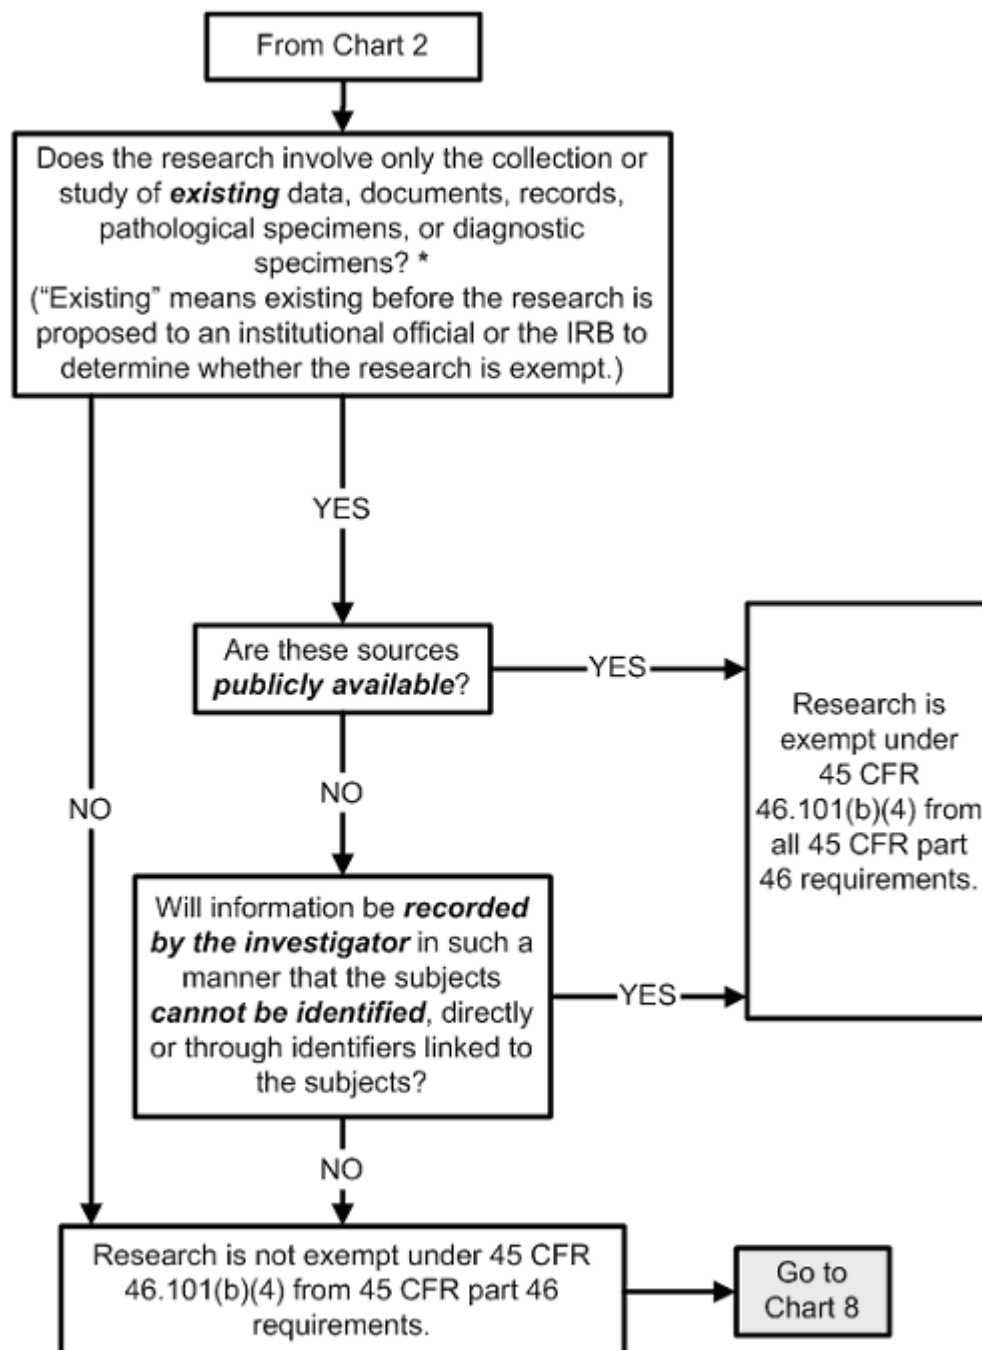 From Chart 2
Does the research involve only the collection or
study of existing data, documents, records,
pathological specimens, or diagnostic
specimens? *
(“Existing” means existing before the research is
proposed to an institutional official or the IRB to
determine whether the research is exempt.)
YES
Are these sources
publicly available?
YES
Research is
exempt under
45 CFR
46.101(b)(4) from
all 45 CFR part
46 requirements.
NO
NO
Will information be recorded
by the investigator in such a
manner that the subjects
cannot be identified, directly
or through identifiers linked to
the subjects?
YES
NO
Research is not exempt under 45 CFR
46.101(b)(4) from 45 CFR part 46
requirements.
Go to
Chart 8